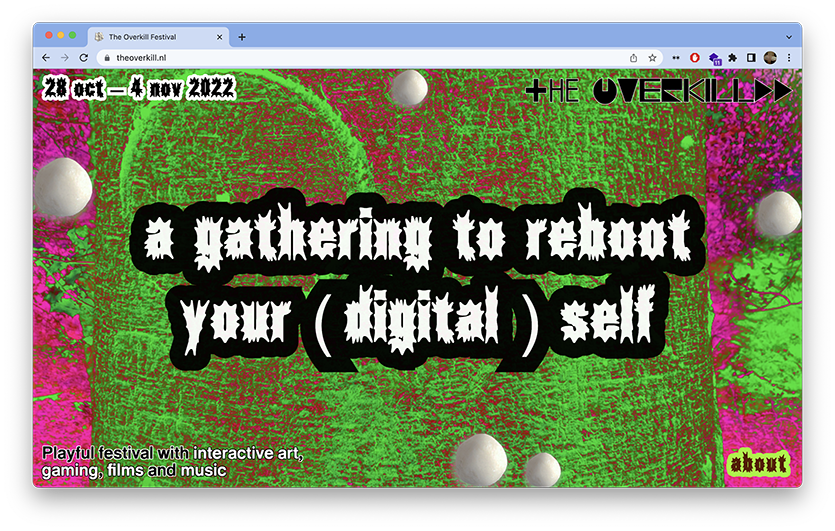 The Overkill Festival
theoverkill.nl
11
28 oct – 4 nov 2022
THE OVERKILL
a gathering to reboot
your ( digital ) self
Playful festival with interactive art,
gaming, films and music
about